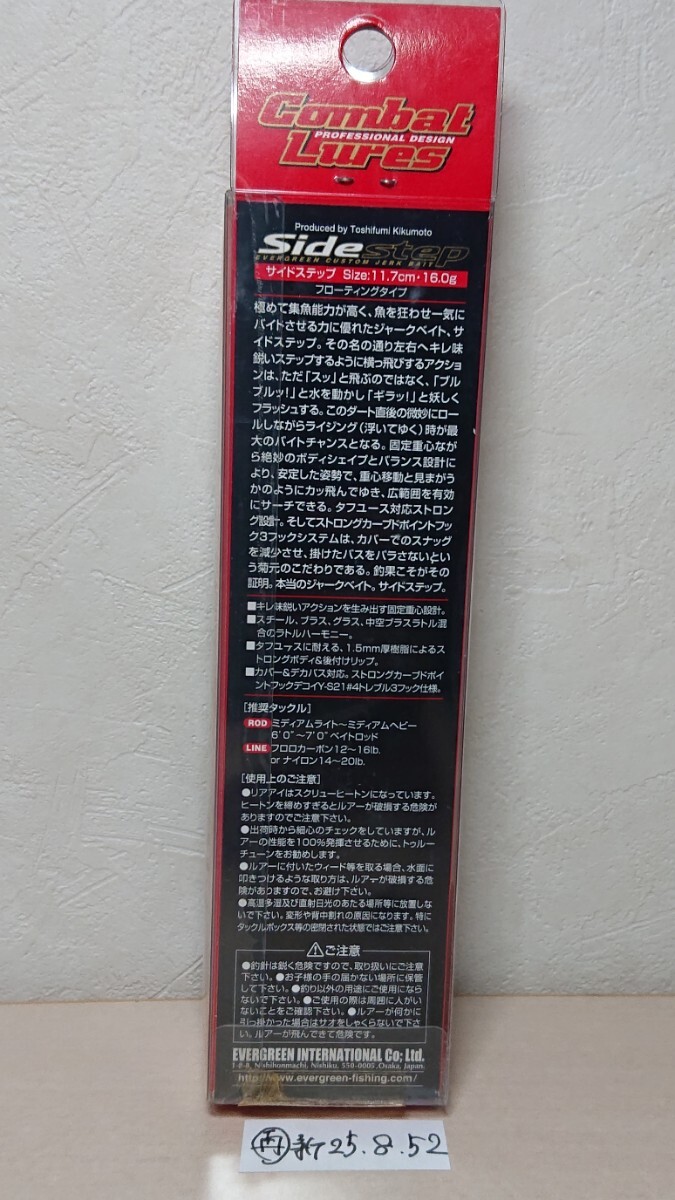 Combat
PROFESSIONAL DESIGN
Lures
Produced by Toshifumi Kikumoto
Sidestep
EVERGREEN CUSTOM JERK BAIT
サイドステップ Size:11.7cm・16.0g
フローティングタイプ
極めて集魚能力が高く、魚を狂わせ一気に
バイトさせる力に優れたジャークベイト、サ
イドステップ。その名の通り左右へキレ味
鋭いステップするように横っ飛びするアクショ
ンは、ただ「スッ」と飛ぶのではなく、「ブル
ブルッ!」と水を動かし「ギラッ!」と妖しく
フラッシュする。このダート直後の微妙にロー
ルしながらライジング(浮いてゆく)時が最
大のバイトチャンスとなる。固定重心なが
ら絶妙のボディシェイプとバランス設計に
より、安定した姿勢で、重心移動と見まがう
かのようにカッ飛んでゆき、広範囲を有効
にサーチできる。タフユース対応ストロン
グ設計。そしてストロングカーブドポイントフッ
ク3フックシステムは、カバーでのスナッグ
を減少させ、掛けたバスをバラさないとい
う菊元のこだわりである。釣果こそがその
証明。本当のジャークベイト。サイドステップ。
■キレ味鋭いアクションを生み出す固定重心設計。
■スチール、ブラス、グラス、中空ブラスラトル混
合のラトルハーモニー。
■タフユースに耐える、1.5mm厚樹脂によるス
トロングボディ&後付けリップ。
■カバー&デカバス対応。ストロングカーブドポイ
ントフックデコイY-S21#4トレブル3フック仕様。
[推奨タックル]
ROD ミディアムライト〜ミディアムヘビー
6'0"〜7'0"ベイトロッド
LINE フロロカーボン12〜16lb.
or ナイロン14〜20lb.
[使用上のご注意]
●リアアイはスクリューヒートンになっています。
ヒートンを締めすぎるとルアーが破損する危険が
ありますのでご注意下さい。
●出荷時から細心のチェックをしていますが、ル
アーの性能を100%発揮させるために、トゥルー
チューンをお勧めします。
●ルアーに付いたウィード等を取る場合、水面に
叩きつけるような取り方は、ルアーが破損する危
険がありますので、お避け下さい。
●高温多湿及び直射日光のあたる場所等に放置しな
いで下さい。変形や背中割れの原因になります。特に
タックルボックス等の密閉された状態ではご注意下さい。
⚠ご注意
●釣針は鋭く危険ですので、取り扱いにご注意
下さい。●お子様の手の届かない場所に保管
して下さい。●釣り以外の用途にご使用になら
ないで下さい。●ご使用の際は周囲に人がい
ないことをご確認下さい。●ルアーが何かに
引っ掛かった場合はサオをしゃくらないで下さ
い。ルアーが飛んできて危険です。
EVERGREEN INTERNATIONAL Co; Ltd.
1-8-8, Nishihonmachi, Nishiku, 550-0005, Osaka, Japan.
http://www.evergreen-fishing.com/
25.8.52